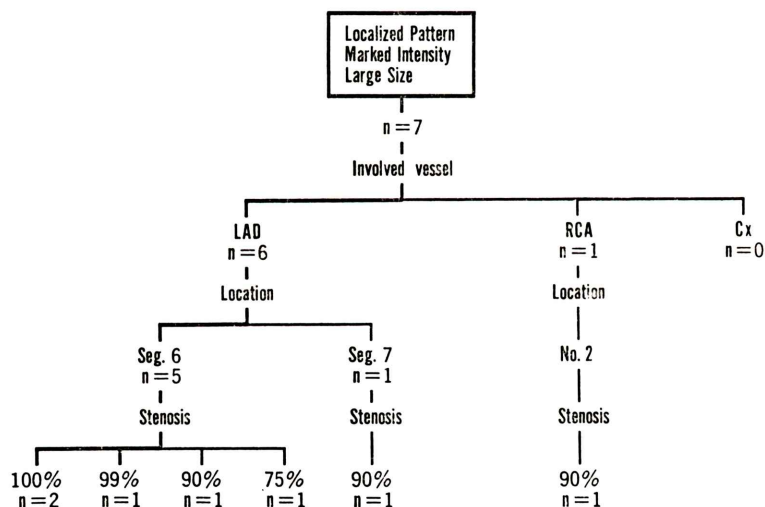 Localized Pattern
Marked Intensity
Large Size
n=7
Involved vessel
LAD RCA Cx
n=6 n=1 n=0
Location Location
Seg. 6 Seg. 7 No. 2
n=5 n=1
Stenosis Stenosis Stenosis
100% 99% 90% 75% 90% 90%
n=2 n=1 n=1 n=1 n=1 n=1